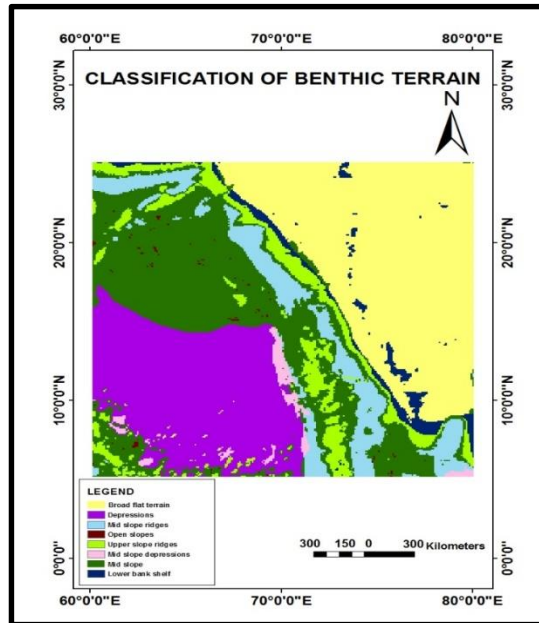 60°0'0"E 70°0'0"E 80°0'0"E
CLASSIFICATION OF BENTHIC TERRAIN
N
30°0'0"N
20°0'0"N
10°0'0"N
0°0'0"
30°0'0"N
20°0'0"N
10°0'0"N
0°0'0"
LEGEND
Broad flat terrain
Depressions
Mid slope ridges
Open slopes
Upper slope ridges
Mid slope depressions
Mid slope
Lower bank shelf
300 150 0 300 Kilometers
60°0'0"E 70°0'0"E 80°0'0"E